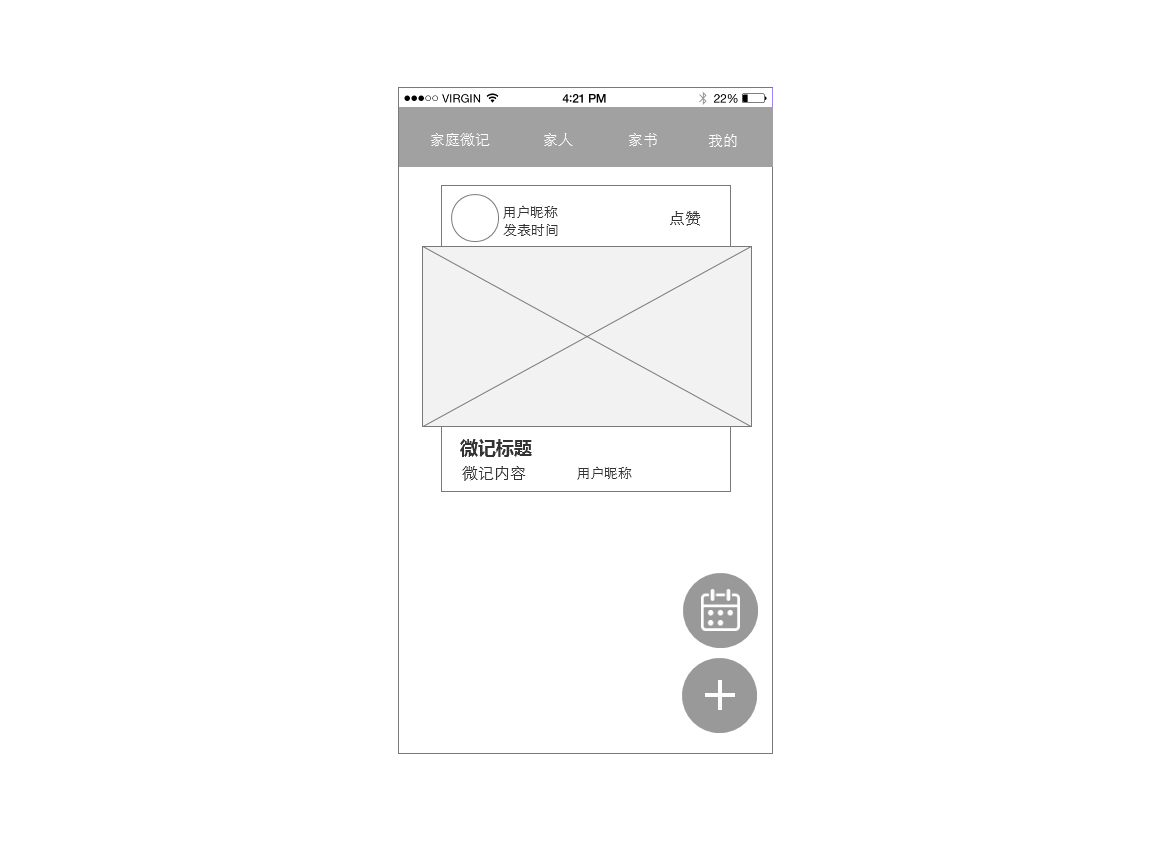 VIRGIN 4:21 PM 22%
家庭微记 家人 家书 我的
用户昵称
发表时间
点赞
微记标题
微记内容 用户昵称